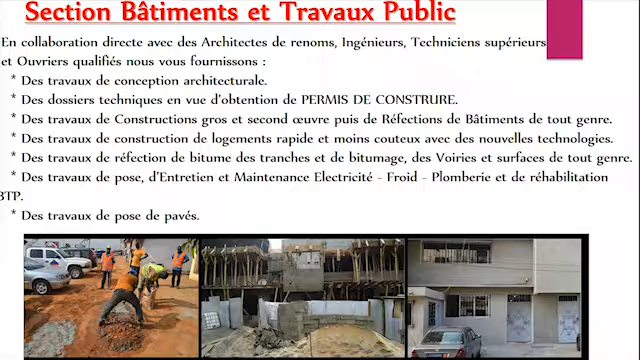 Section Bâtiments et Travaux Public
En collaboration directe avec des Architectes de renoms, Ingénieurs, Techniciens supérieurs
et Ouvriers qualifiés nous vous fournissons :
* Des travaux de conception architecturale.
* Des dossiers techniques en vue d'obtention de PERMIS DE CONSTRURE.
* Des travaux de Constructions gros et second œuvre puis de Réfections de Bâtiments de tout genre.
* Des travaux de construction de logements rapide et moins couteux avec des nouvelles technologies.
* Des travaux de réfection de bitume des tranches et de bitumage, des Voiries et surfaces de tout genre.
* Des travaux de pose, d'Entretien et Maintenance Electricité - Froid - Plomberie et de réhabilitation
BTP.
* Des travaux de pose de pavés.